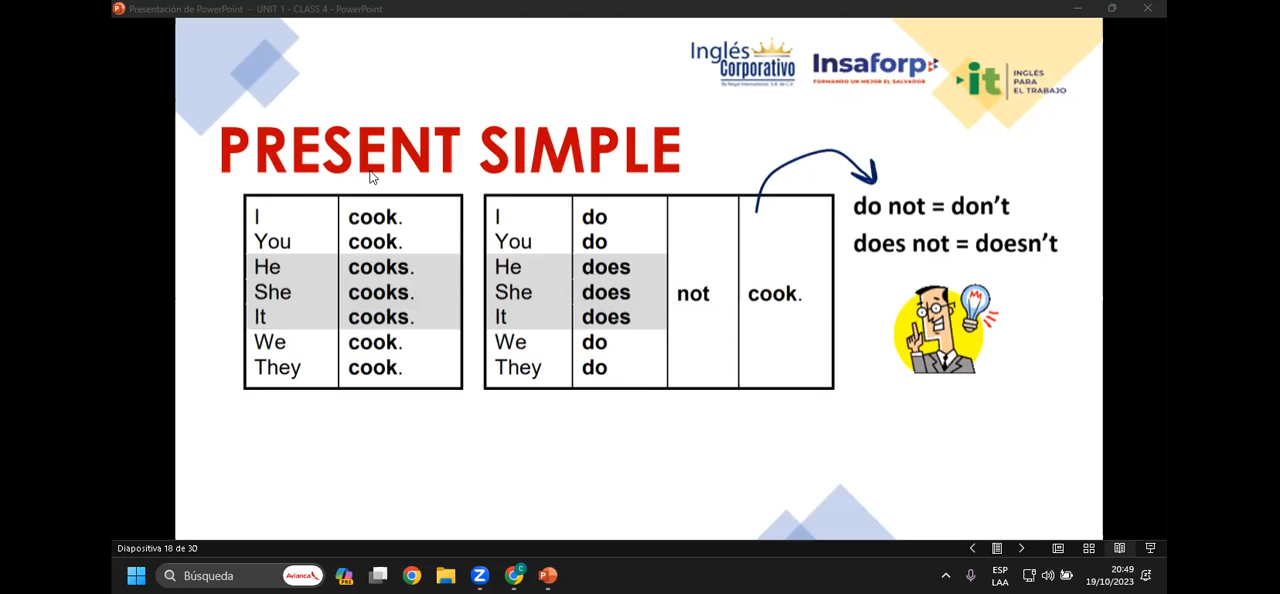 Presentación de PowerPoint - UNIT 1 - CLASS 4 - PowerPoint
Inglés
Corporativo
Insaforp
FORMANDO UN MEJOR EL SALVADOR
it
INGLÉS
PARA
EL TRABAJO
PRESENT SIMPLE
I cook.
You cook.
He cooks.
She cooks.
It cooks.
We cook.
They cook.
I do
You do
He does
She does not cook.
It does
We do
They do
do not = don't
does not = doesn't
Diapositiva 18 de 30
Búsqueda
Avianca
PRE
C
ESP
LAA
20:49
19/10/2023